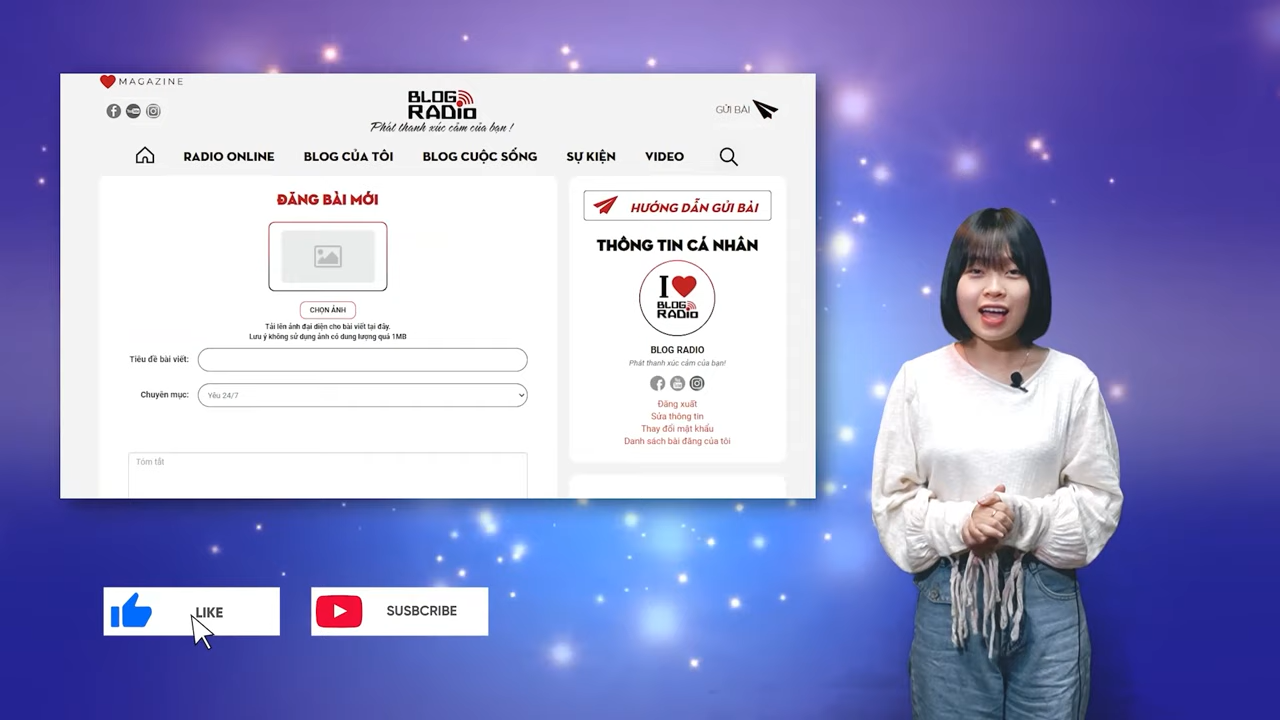 MAGAZINE
BLOG
RADIO
Phát thanh xúc cảm của bạn !
GỬI BÀI
RADIO ONLINE
BLOG CỦA TÔI
BLOG CUỘC SỐNG
SỰ KIỆN
VIDEO
ĐĂNG BÀI MỚI
CHỌN ẢNH
Tải lên ảnh đại diện cho bài viết tại đây.
Lưu ý không sử dụng ảnh có dung lượng quá 1MB
Tiêu đề bài viết:
Chuyên mục:
Yêu 24/7
Tóm tắt
HƯỚNG DẪN GỬI BÀI
THÔNG TIN CÁ NHÂN
I
BLOG
RADIO
BLOG RADIO
Phát thanh xúc cảm của bạn!
Đăng xuất
Sửa thông tin
Thay đổi mật khẩu
Danh sách bài đăng của tôi
LIKE
SUSBCRIBE